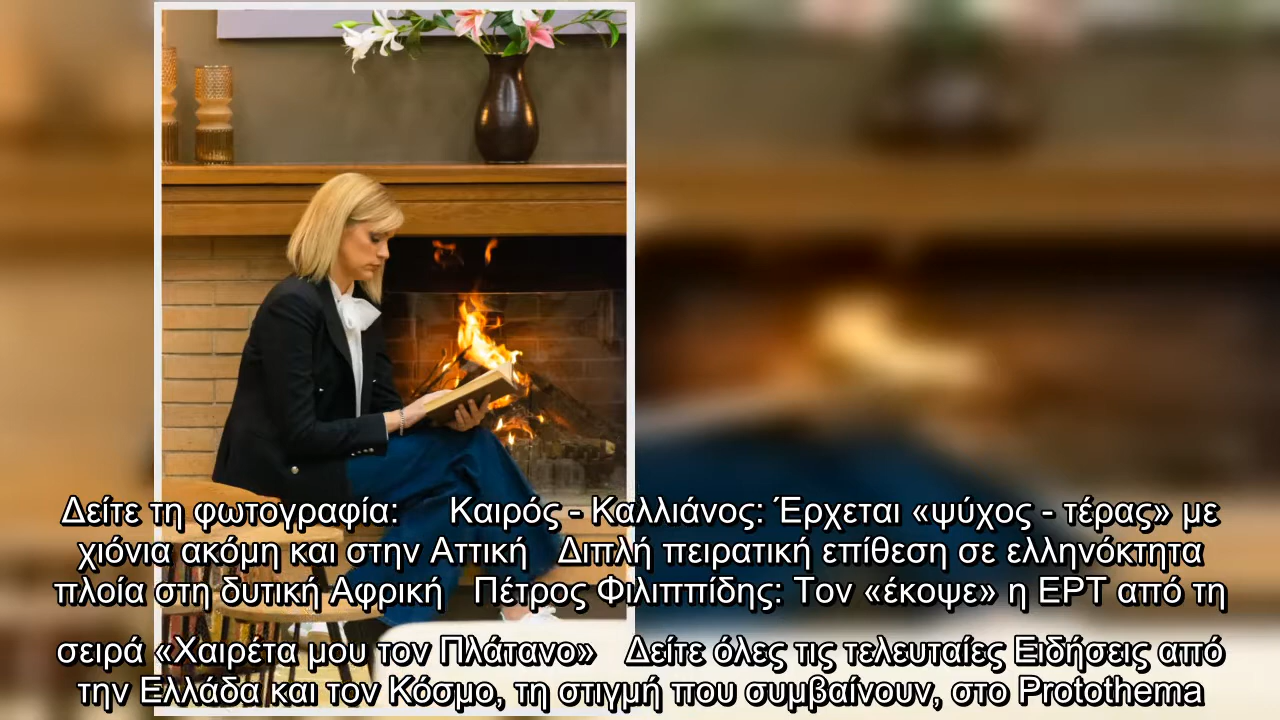 Δείτε τη φωτογραφία: Καιρός - Καλλιάνος: Έρχεται «ψύχος - τέρας» με
χιόνια ακόμη και στην Αττική Διπλή πειρατική επίθεση σε ελληνόκτητα
πλοία στη δυτική Αφρική Πέτρος Φιλιππίδης: Τον «έκοψε» η ΕΡΤ από τη
σειρά «Χαιρέτα μου τον Πλάτανο» Δείτε όλες τις τελευταίες Ειδήσεις από
την Ελλάδα και τον Κόσμο, τη στιγμή που συμβαίνουν, στο Protothema